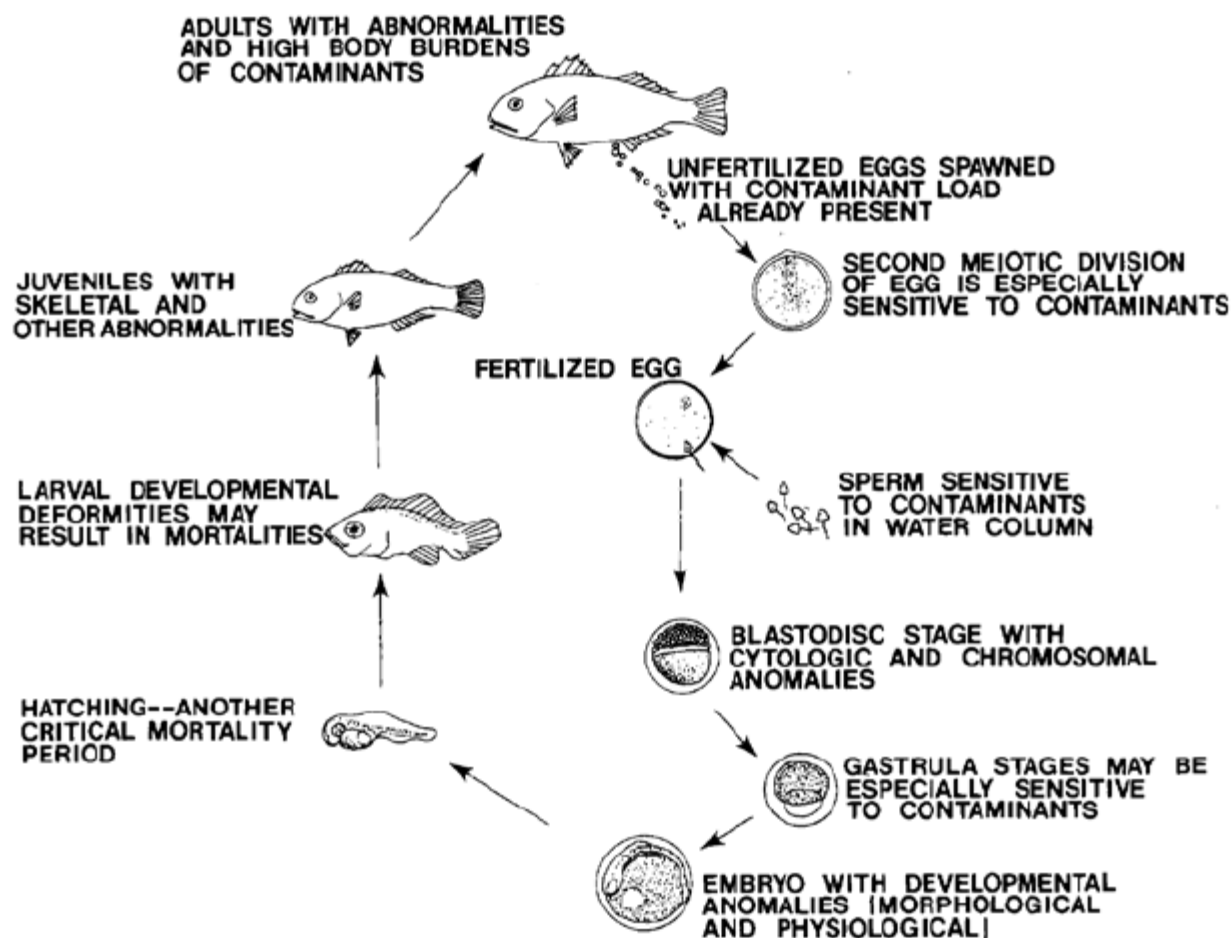 ADULTS WITH ABNORMALITIES
AND HIGH BODY BURDENS
OF CONTAMINANTS
UNFERTILIZED EGGS SPAWNED
WITH CONTAMINANT LOAD
ALREADY PRESENT
SECOND MEIOTIC DIVISION
OF EGG IS ESPECIALLY
SENSITIVE TO CONTAMINANTS
FERTILIZED EGG
SPERM SENSITIVE
TO CONTAMINANTS
IN WATER COLUMN
BLASTODISC STAGE WITH
CYTOLOGIC AND CHROMOSOMAL
ANOMALIES
GASTRULA STAGES MAY BE
ESPECIALLY SENSITIVE
TO CONTAMINANTS
EMBRYO WITH DEVELOPMENTAL
ANOMALIES [MORPHOLOGICAL
AND PHYSIOLOGICAL]
HATCHING--ANOTHER
CRITICAL MORTALITY
PERIOD
LARVAL DEVELOPMENTAL
DEFORMITIES MAY
RESULT IN MORTALITIES
JUVENILES WITH
SKELETAL AND
OTHER ABNORMALITIES